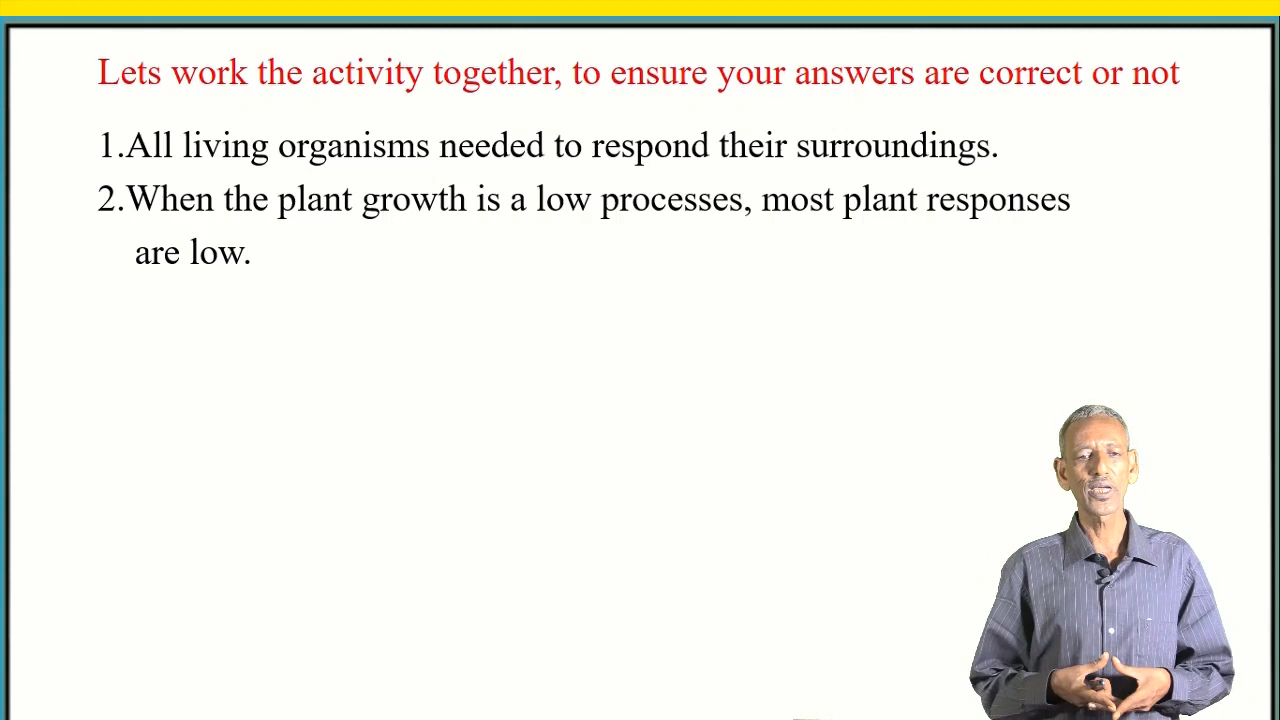 Lets work the activity together, to ensure your answers are correct or not
1.All living organisms needed to respond their surroundings.
2.When the plant growth is a low processes, most plant responses
are low.